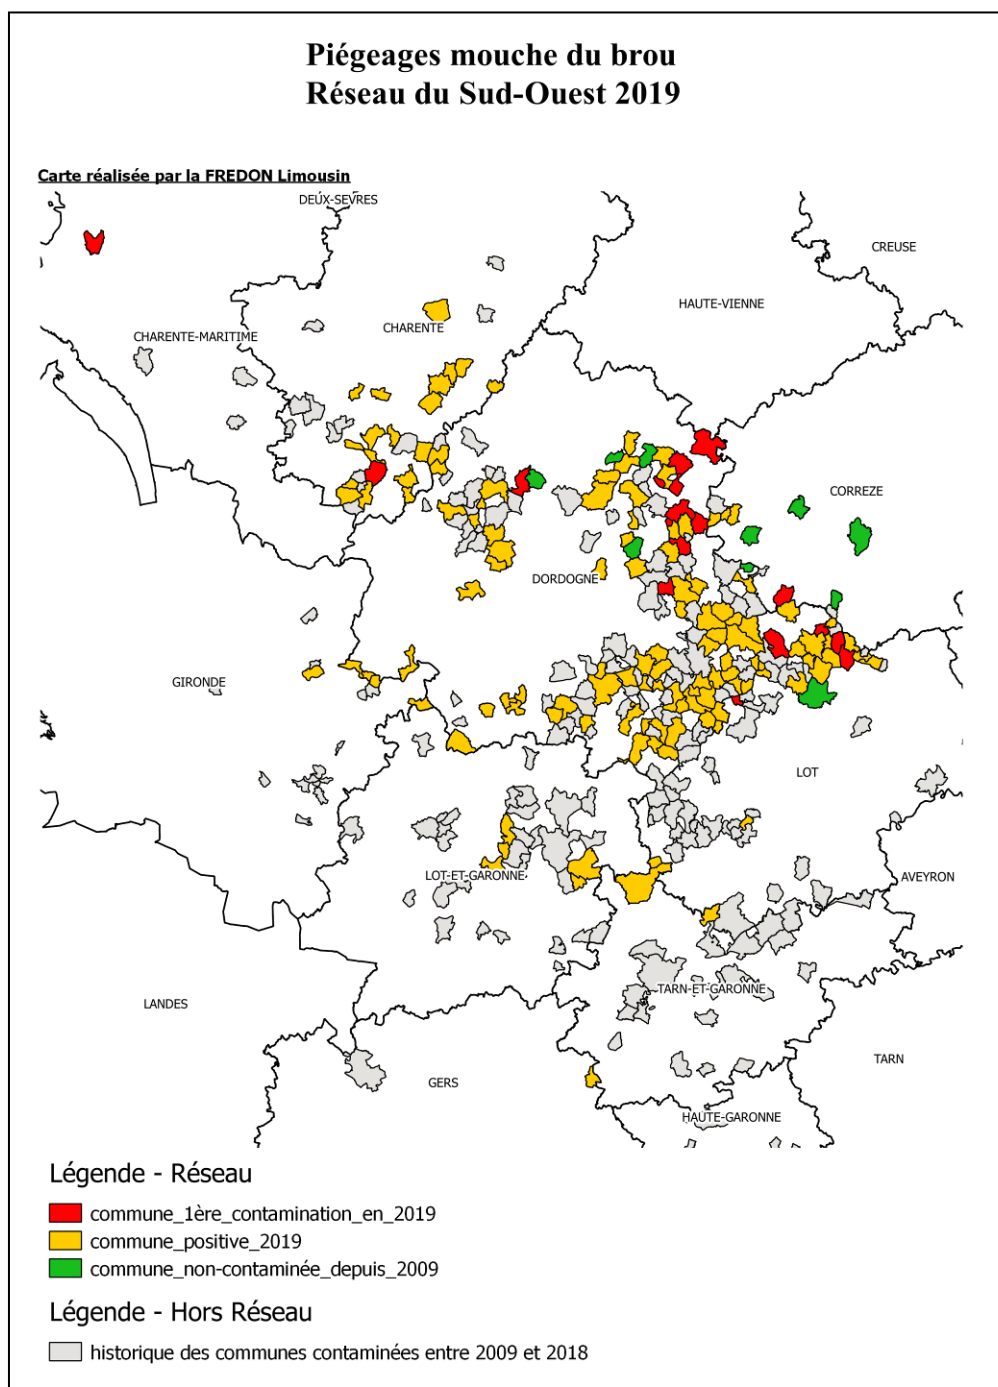 Piégeages mouche du brou
Réseau du Sud-Ouest 2019
Carte réalisée par la FREDON Limousin
DEUX-SEVRES
CREUSE
HAUTE-VIENNE
CHARENTE
CHARENTE-MARITIME
CORREZE
DORDOGNE
GIRONDE
LOT
LOT-ET-GARONNE
AVEYRON
TARN-ET-GARONNE
LANDES
TARN
GERS
HAUTE-GARONNE
Légende - Réseau
commune_1ère_contamination_en_2019
commune_positive_2019
commune_non-contaminée_depuis_2009
Légende - Hors Réseau
historique des communes contaminées entre 2009 et 2018